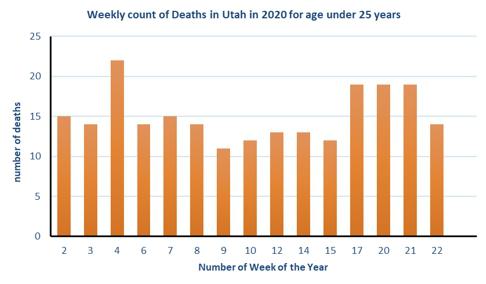 Weekly count of Deaths in Utah in 2020 for age under 25 years
25
20
15
10
5
0
number of deaths
2 3 4 6 7 8 9 10 12 14 15 17 20 21 22
Number of Week of the Year